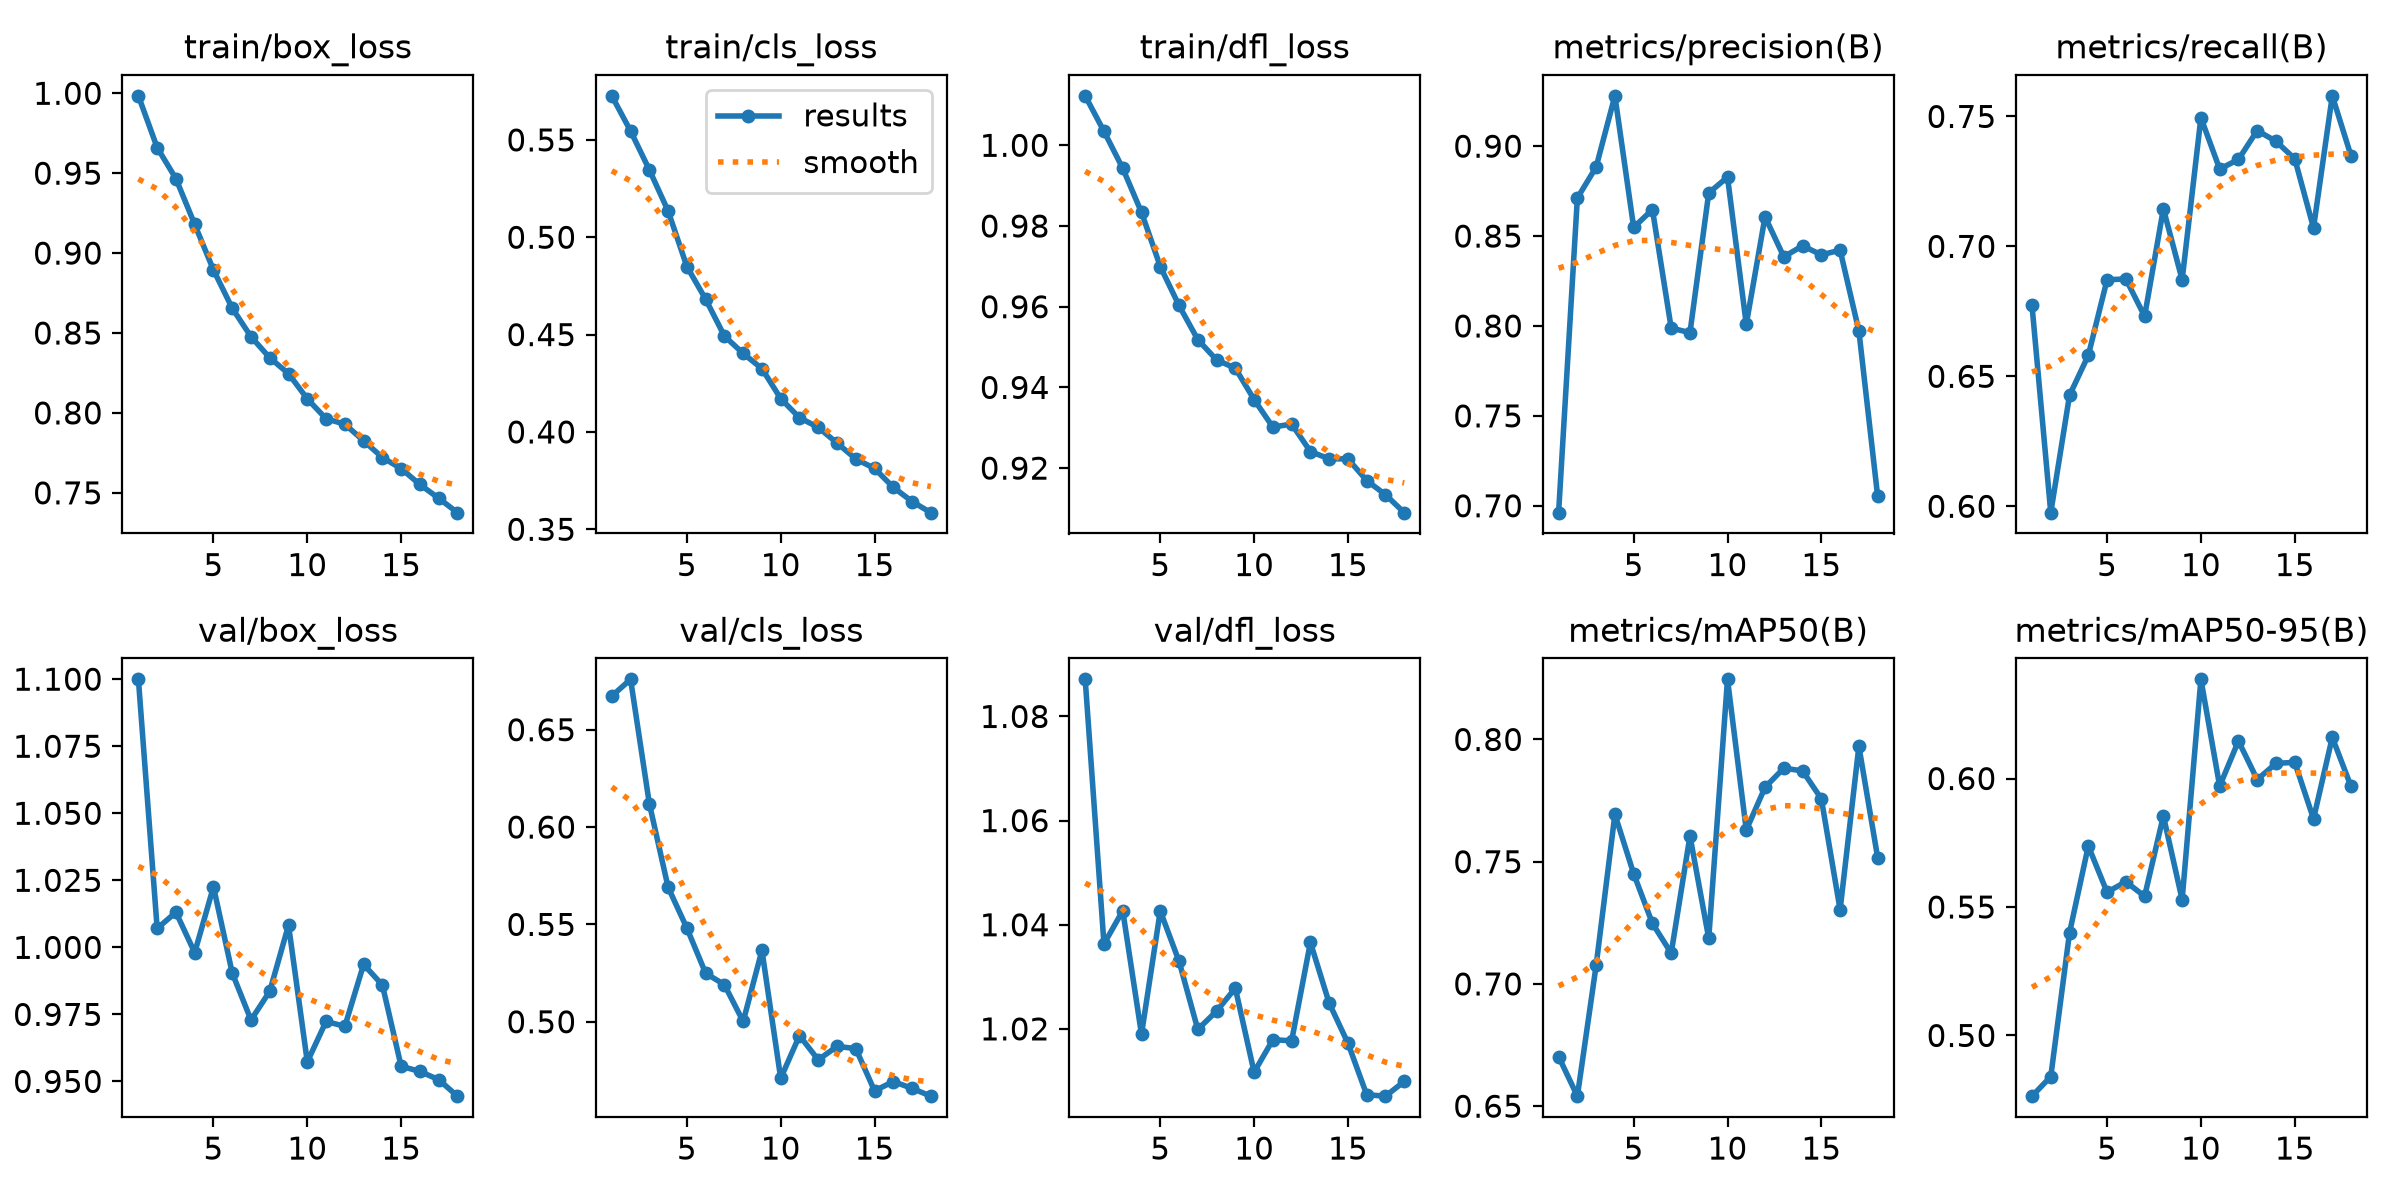 train/box_loss
1.00
0.95
0.90
0.85
0.80
0.75
5 10 15
train/cls_loss
results
smooth
0.55
0.50
0.45
0.40
0.35
5 10 15
train/dfl_loss
1.00
0.98
0.96
0.94
0.92
5 10 15
metrics/precision(B)
0.90
0.85
0.80
0.75
0.70
5 10 15
metrics/recall(B)
0.75
0.70
0.65
0.60
5 10 15
val/box_loss
1.100
1.075
1.050
1.025
1.000
0.975
0.950
5 10 15
val/cls_loss
0.65
0.60
0.55
0.50
5 10 15
val/dfl_loss
1.08
1.06
1.04
1.02
5 10 15
metrics/mAP50(B)
0.80
0.75
0.70
0.65
5 10 15
metrics/mAP50-95(B)
0.60
0.55
0.50
5 10 15